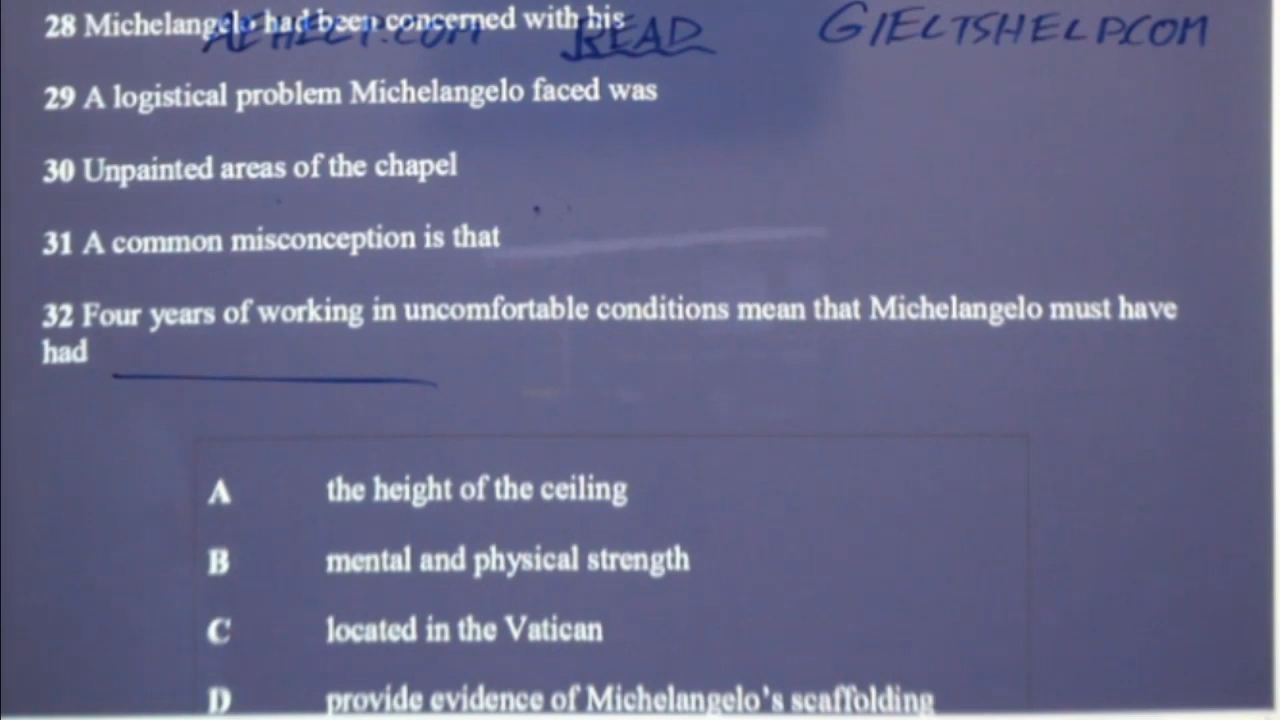 28 Michelangelo had been concerned with his
READ
GIELTSHELP.COM
29 A logistical problem Michelangelo faced was
30 Unpainted areas of the chapel
31 A common misconception is that
32 Four years of working in uncomfortable conditions mean that Michelangelo must have
had
A the height of the ceiling
B mental and physical strength
C located in the Vatican
D provide evidence of Michelangelo's scaffolding